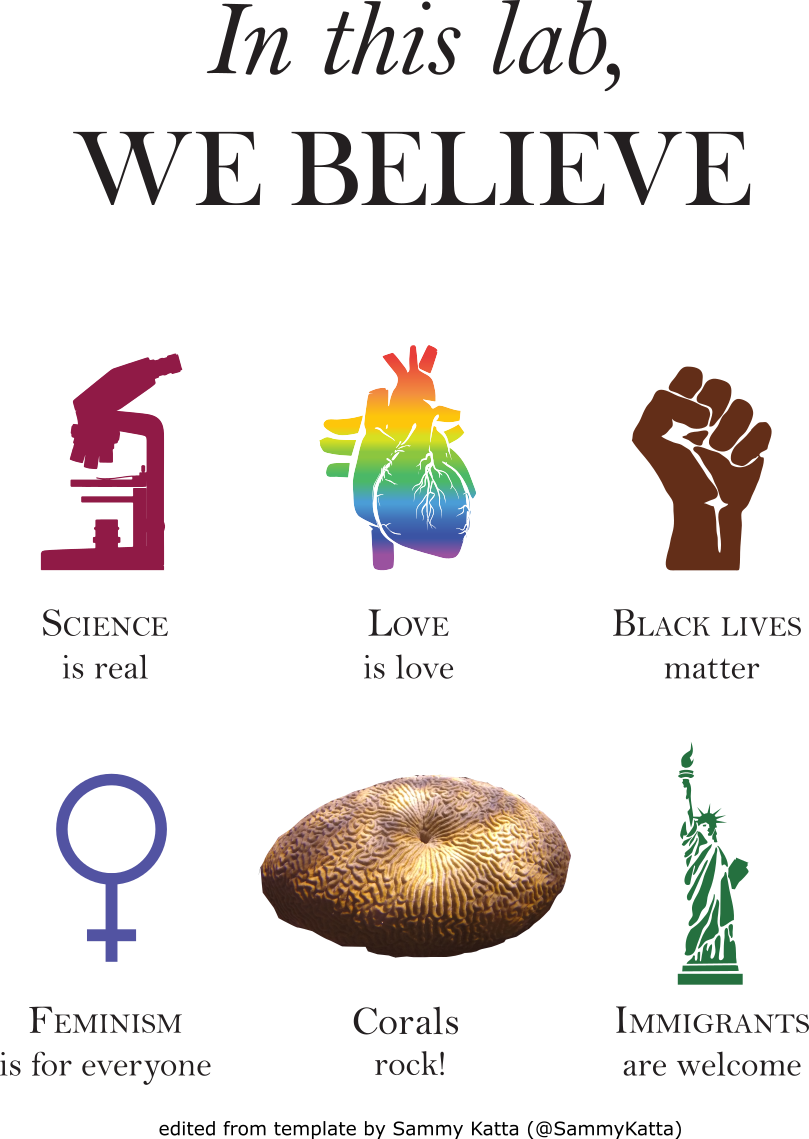 In this lab,
WE BELIEVE
SCIENCE
is real
LOVE
is love
BLACK LIVES
matter
FEMINISM
is for everyone
Corals
rock!
IMMIGRANTS
are welcome
edited from template by Sammy Katta (@SammyKatta)